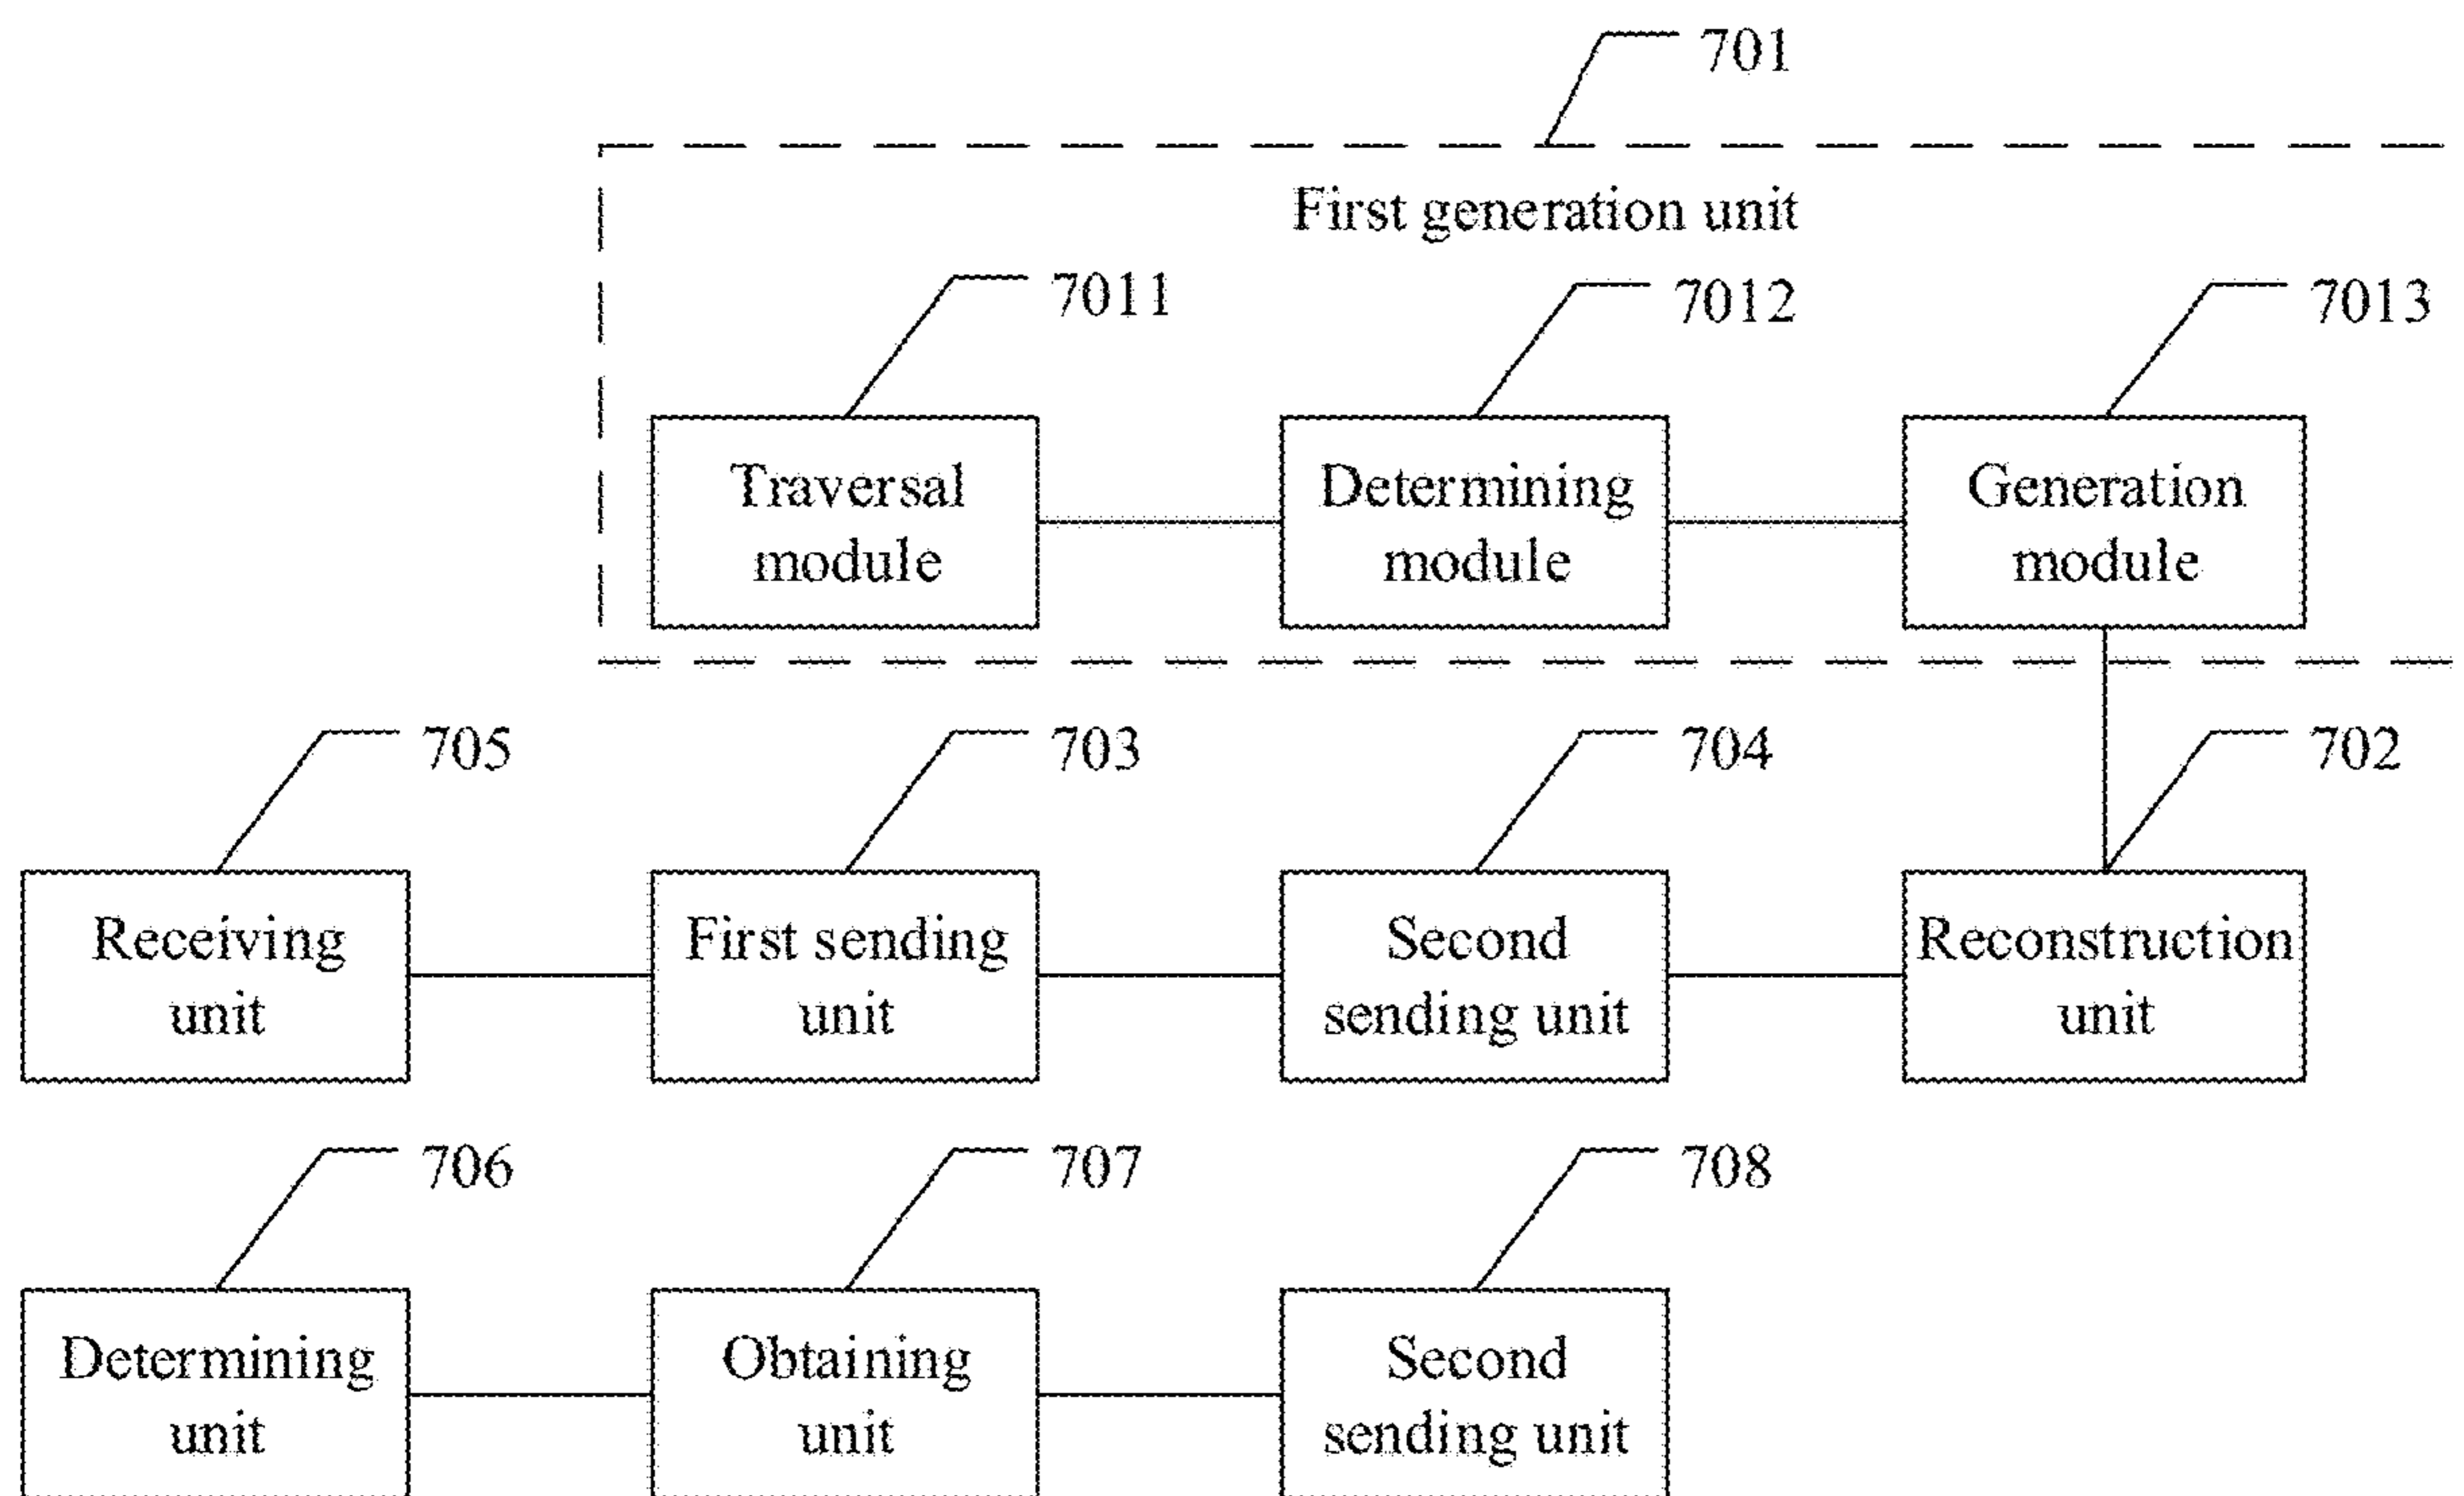 701
First generation unit
7011
7012
7013
Traversal
module
Determining
module
Generation
module
705
703
704
702
Receiving
unit
First sending
unit
Second
sending unit
Reconstruction
unit
706
707
708
Determining
unit
Obtaining
unit
Second
sending unit